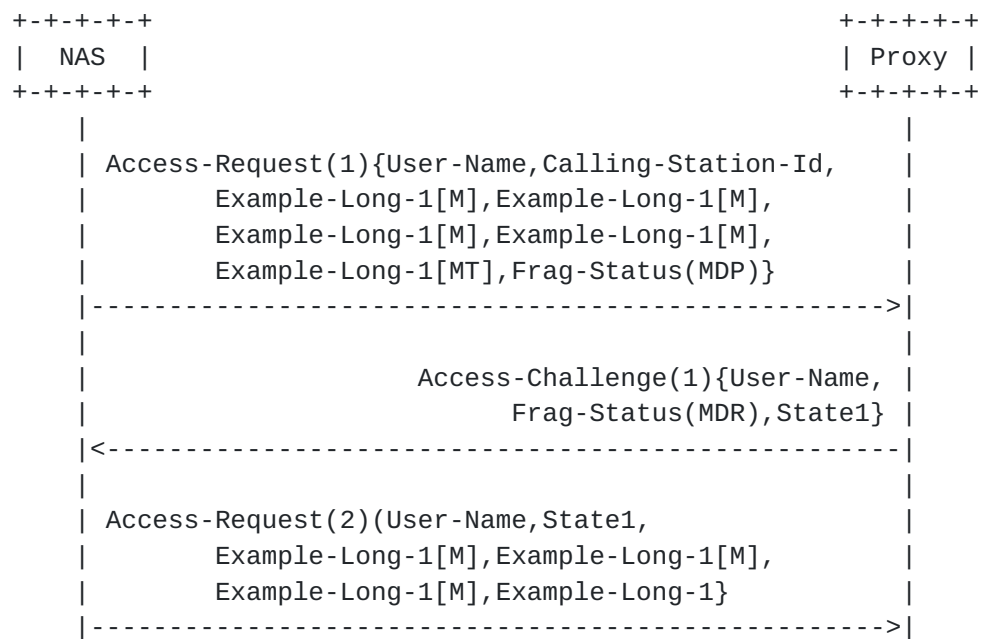 +-+-+-+-+                                            +-+-+-+-+
|  NAS  |                                            | Proxy |
+-+-+-+-+                                            +-+-+-+-+
    |                                                    |
    | Access-Request(1){User-Name,Calling-Station-Id,    |
    |        Example-Long-1[M],Example-Long-1[M],        |
    |        Example-Long-1[M],Example-Long-1[M],        |
    |        Example-Long-1[MT],Frag-Status(MDP)}        |
    |--------------------------------------------------->|
    |                                                    |
    |                     Access-Challenge(1){User-Name, |
    |                           Frag-Status(MDR),State1} |
    |<---------------------------------------------------|
    |                                                    |
    | Access-Request(2)(User-Name,State1,                |
    |        Example-Long-1[M],Example-Long-1[M],        |
    |        Example-Long-1[M],Example-Long-1}           |
    |--------------------------------------------------->|